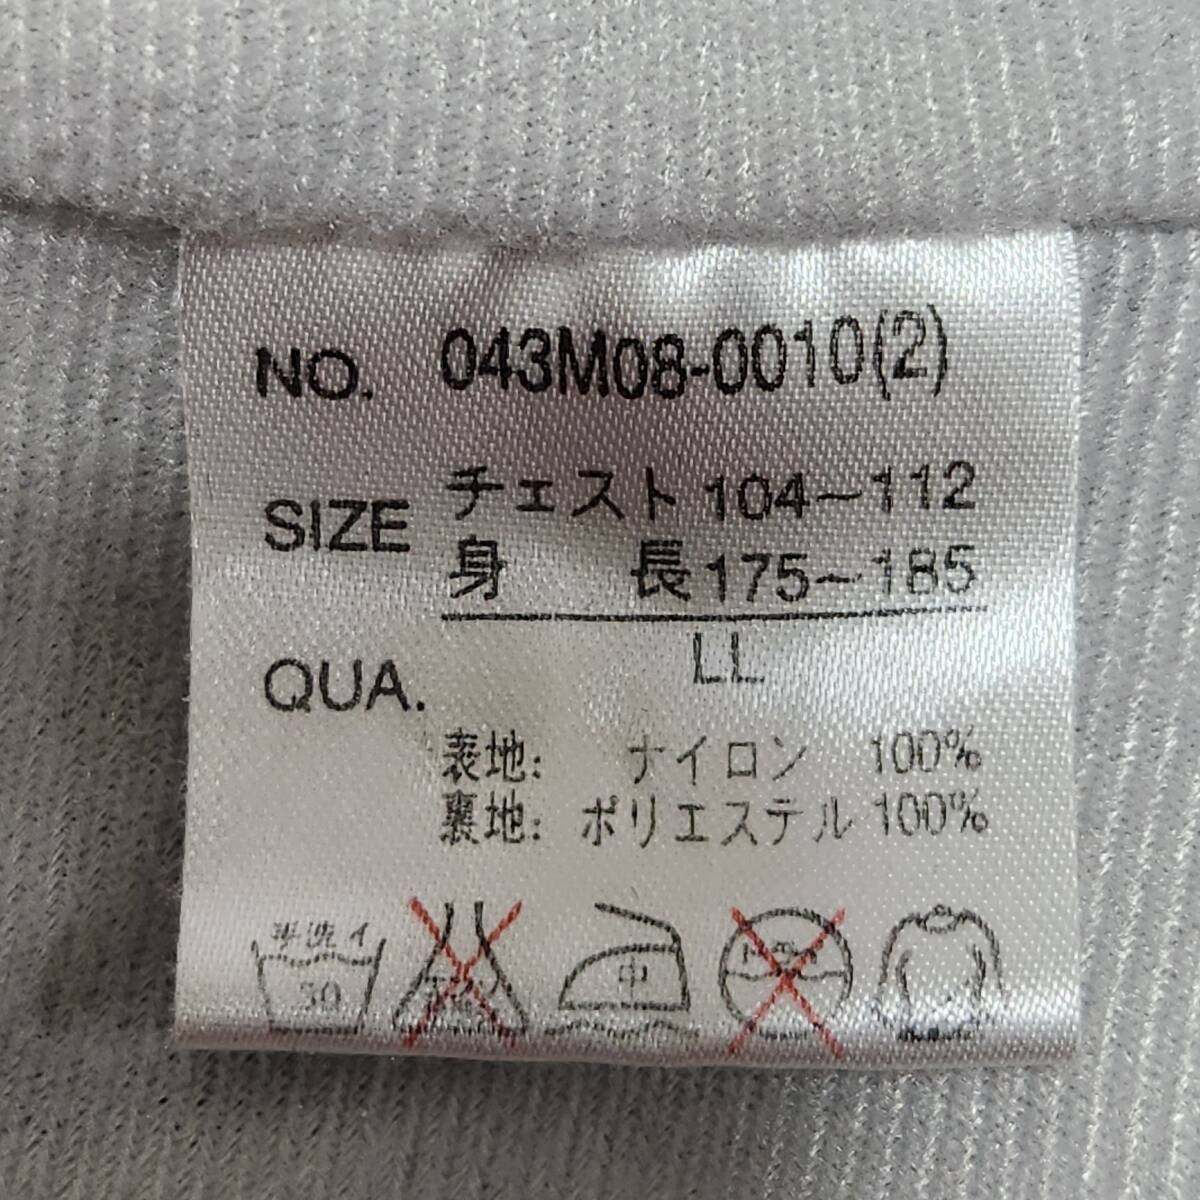 NO. 043M08-0010(2)
SIZE
チェスト 104~112
身 長 175~185
LL
QUA.
表地: ナイロン 100%
裏地: ポリエステル 100%
手洗イ
30
中